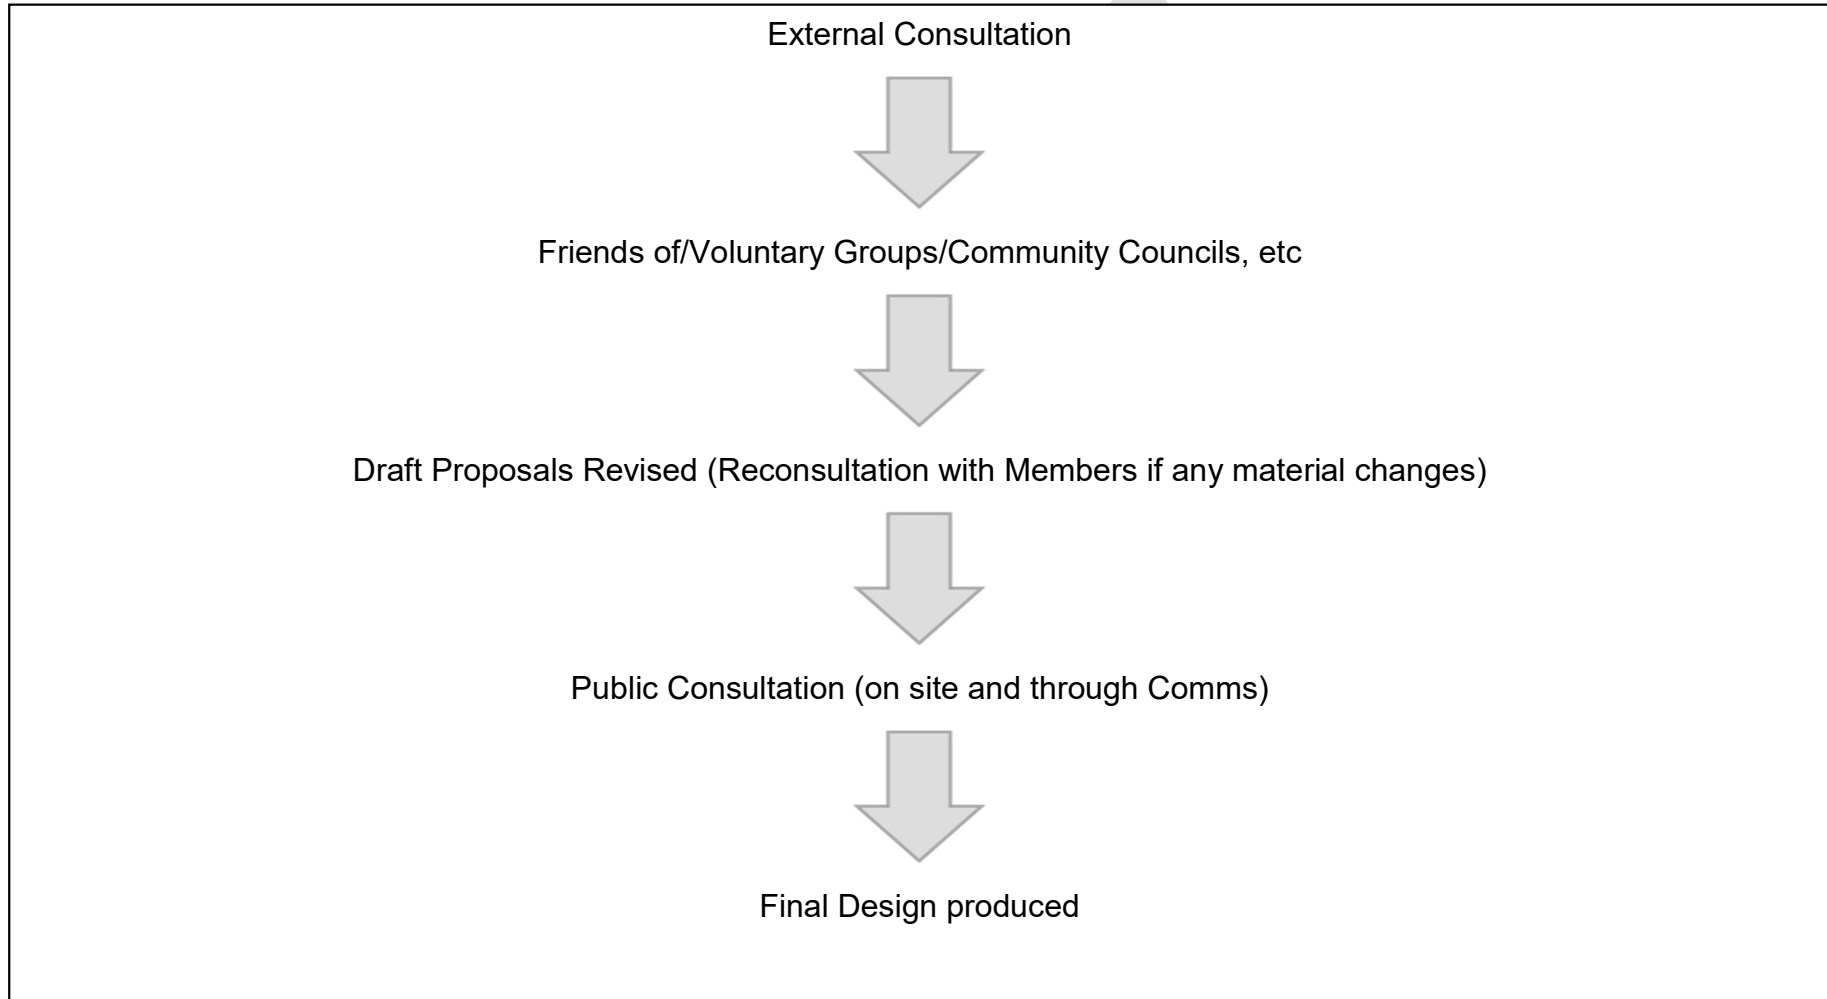 External Consultation
Friends of/Voluntary Groups/Community Councils, etc
Draft Proposals Revised (Reconsultation with Members if any material changes)
Public Consultation (on site and through Comms)
Final Design produced